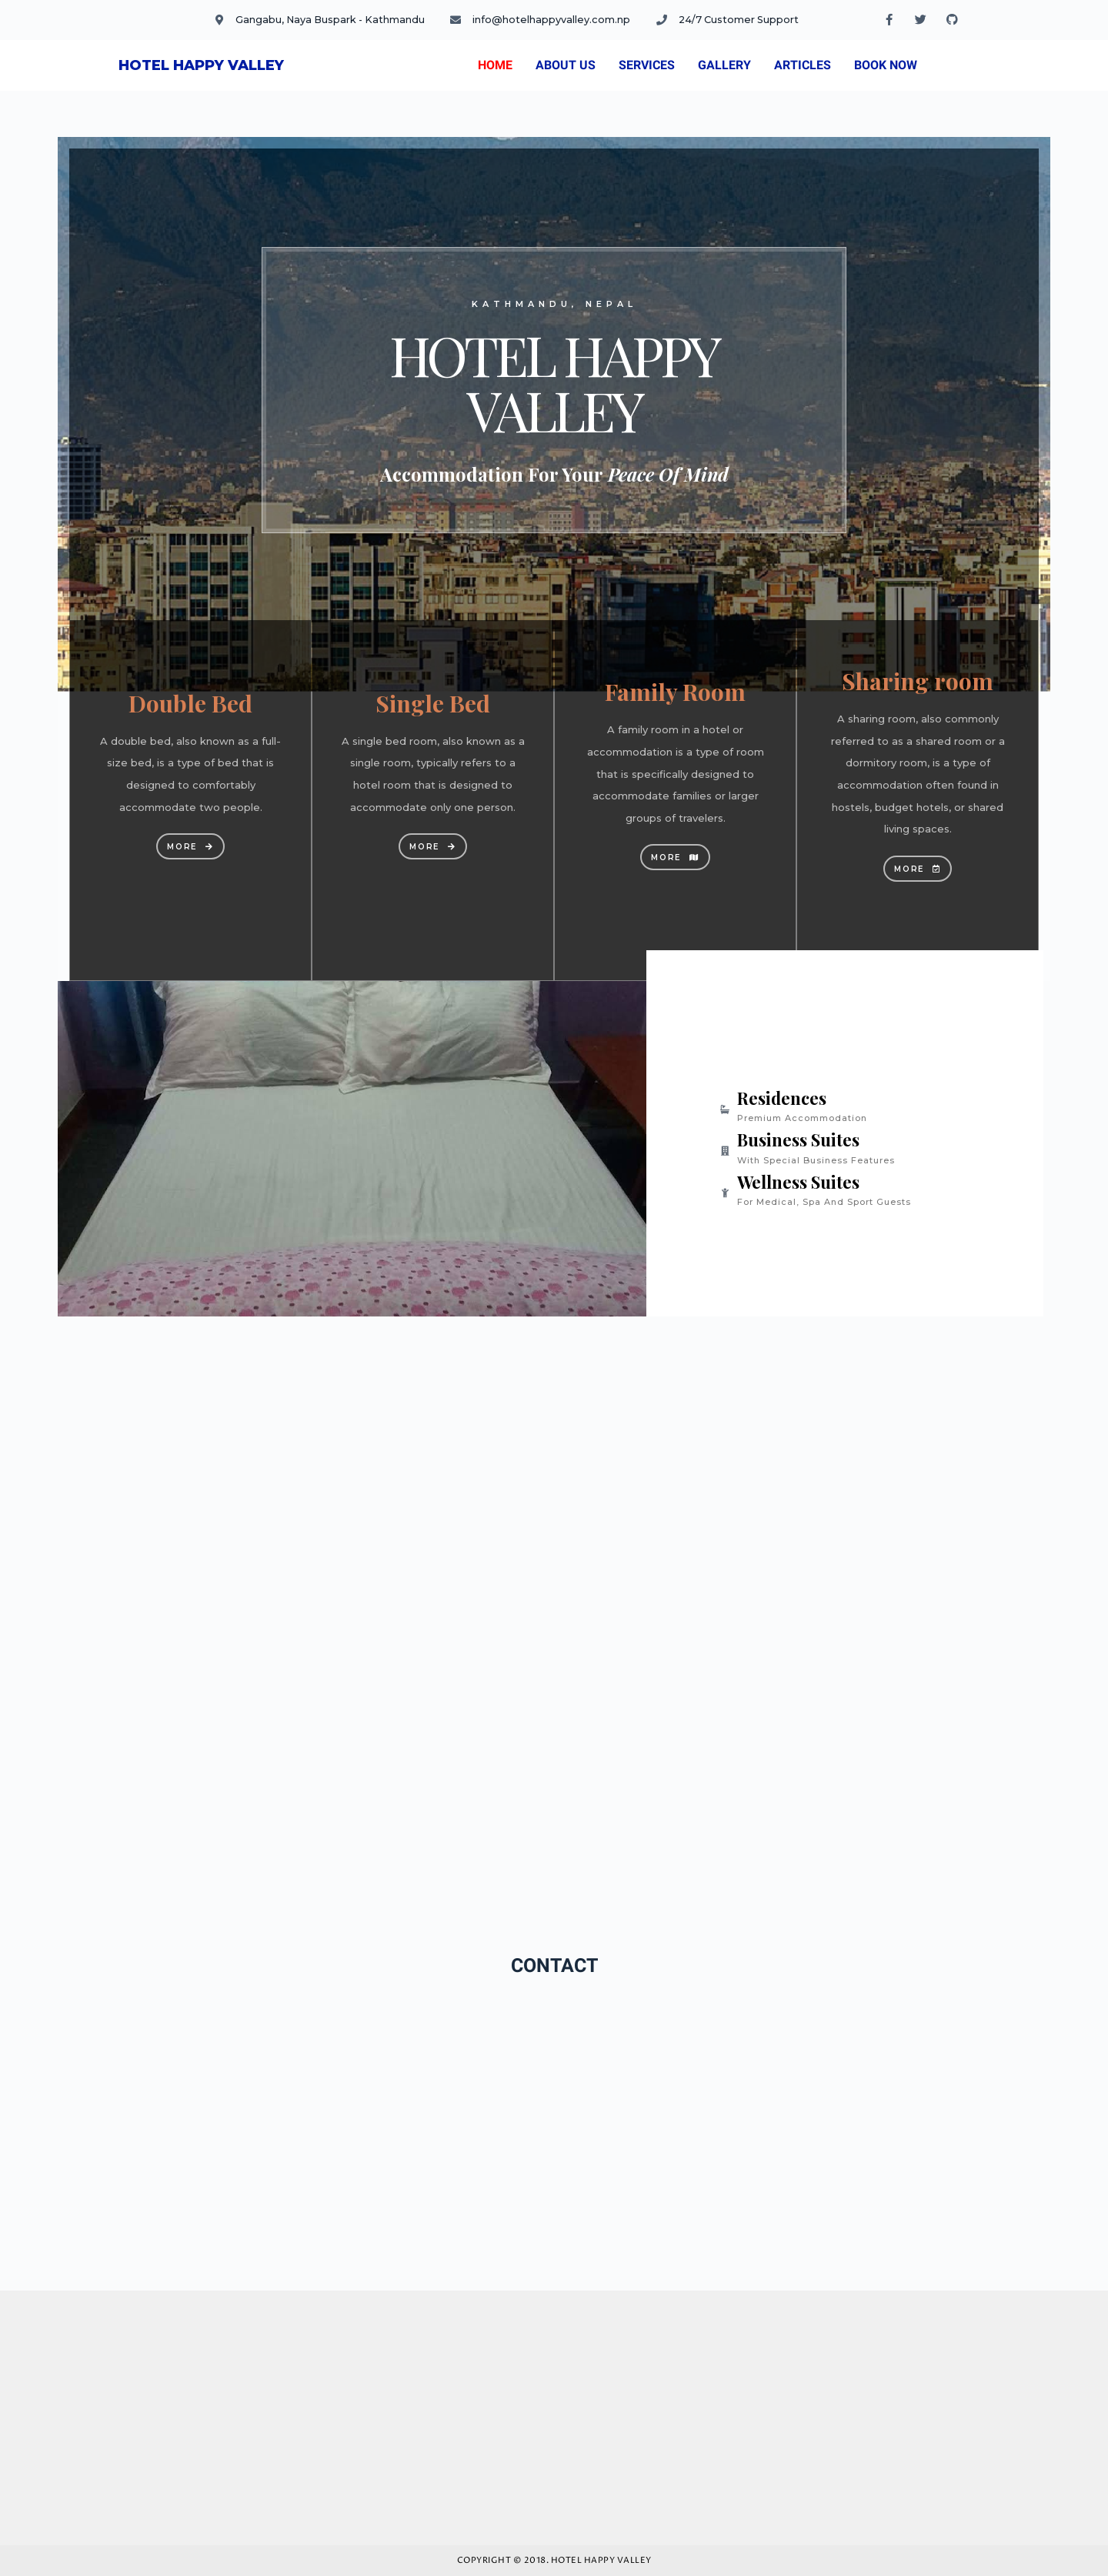 Gangabu, Naya Buspark - Kathmandu
info@hotelhappyvalley.com.np
24/7 Customer Support
HOTEL HAPPY VALLEY
HOME
ABOUT US
SERVICES
GALLERY
ARTICLES
BOOK NOW
KATHMANDU, NEPAL
HOTEL HAPPY
VALLEY
Accommodation For Your Peace Of Mind
Double Bed
A double bed, also known as a full-
size bed, is a type of bed that is
designed to comfortably
accommodate two people.
MORE
Single Bed
A single bed room, also known as a
single room, typically refers to a
hotel room that is designed to
accommodate only one person.
MORE
Family Room
A family room in a hotel or
accommodation is a type of room
that is specifically designed to
accommodate families or larger
groups of travelers.
MORE
Sharing room
A sharing room, also commonly
referred to as a shared room or a
dormitory room, is a type of
accommodation often found in
hostels, budget hotels, or shared
living spaces.
MORE
Residences
Premium Accommodation
Business Suites
With Special Business Features
Wellness Suites
For Medical, Spa And Sport Guests
CONTACT
COPYRIGHT © 2018. HOTEL HAPPY VALLEY